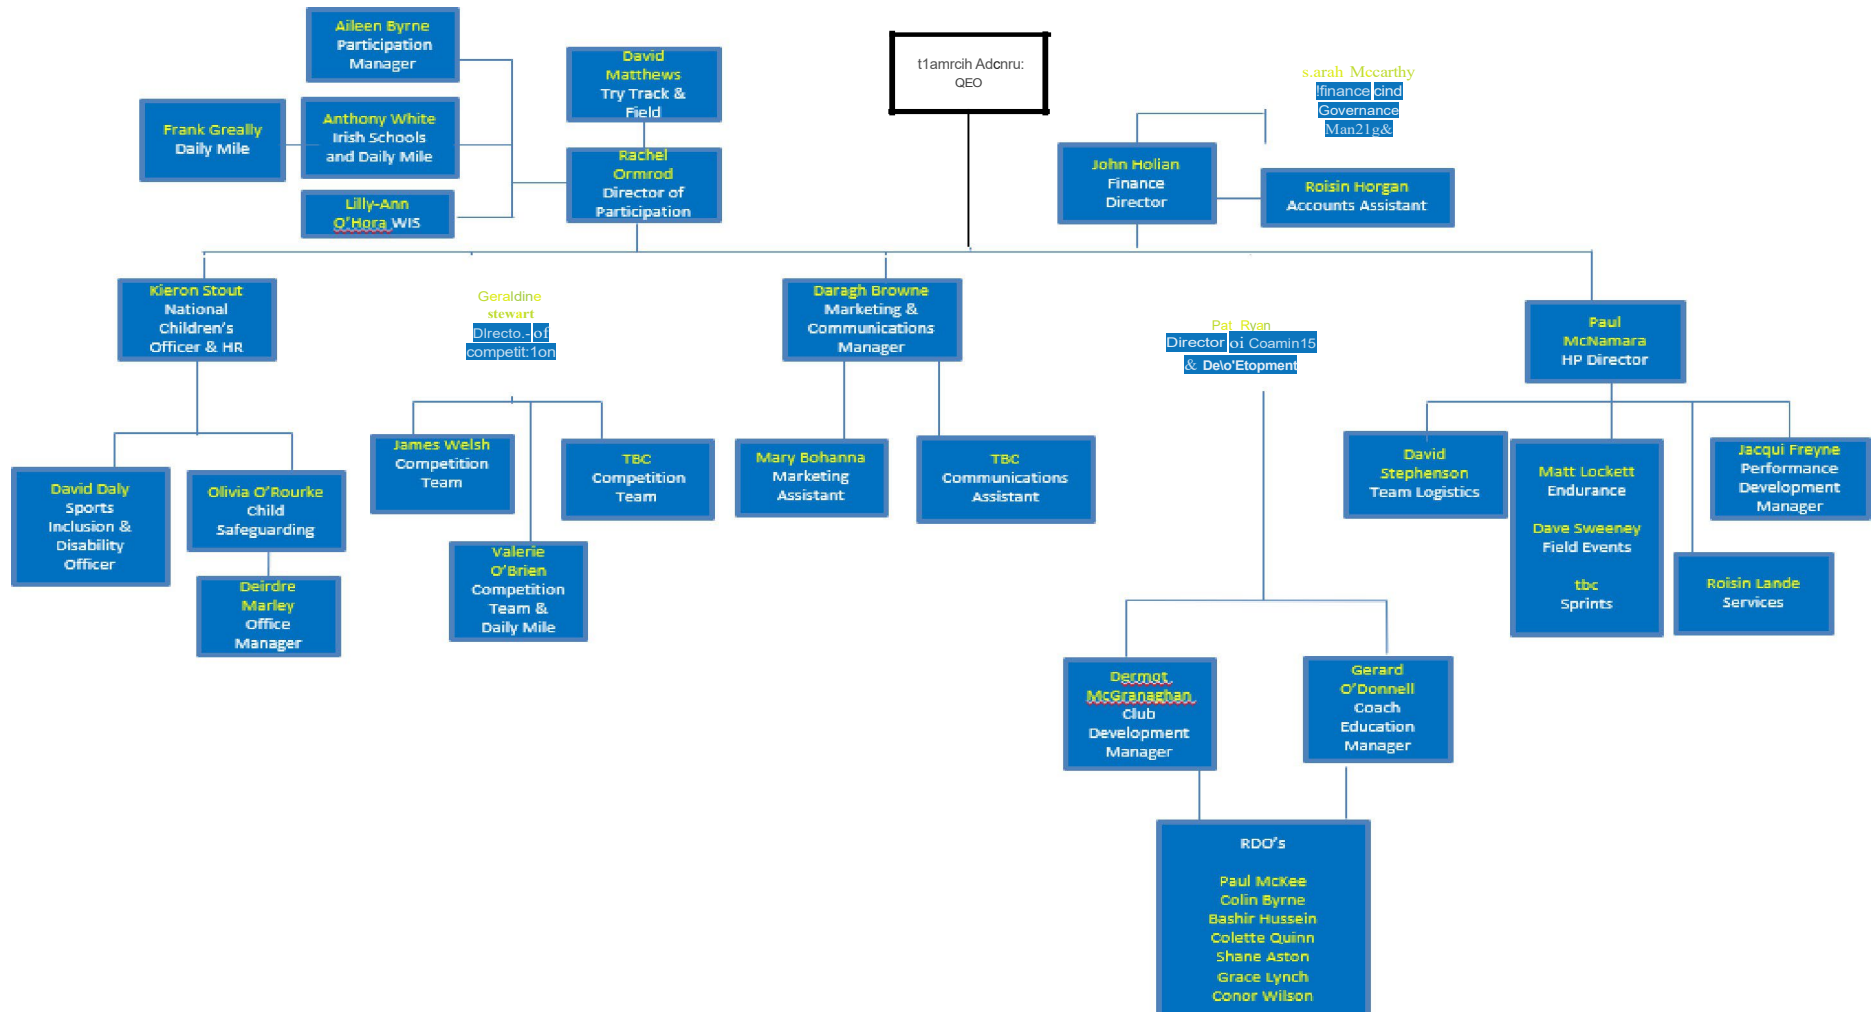 Aileen Byrne
Participation
Manager
David
Matthews
Try Track &
Field
t1amrcih Adcnru:
QEO
s.arah Mccarthy
!finance cind
Governance
Man21g&
Frank Greally
Daily Mile
Anthony White
Irish Schools
and Daily Mile
Rachel
Ormrod
Director of
Participation
John Holian
Finance
Director
Roisin Horgan
Accounts Assistant
Lilly-Ann
O'Hora WIS
Kieron Stout
National
Children's
Officer & HR
Geraldine
stewart
DIrecto.- of
competit:1on
Daragh Browne
Marketing &
Communications
Manager
Pat Ryan
Director oi Coamin15
& De\o'Etopment
Paul
McNamara
HP Director
David Daly
Sports
Inclusion &
Disability
Officer
Olivia O'Rourke
Child
Safeguarding
Deirdre
Marley
Office
Manager
James Welsh
Competition
Team
Valerie
O'Brien
Competition
Team &
Daily Mile
TBC
Competition
Team
Mary Bohanna
Marketing
Assistant
TBC
Communications
Assistant
David
Stephenson
Team Logistics
Matt Lockett
Endurance
Dave Sweeney
Field Events
tbc
Sprints
Jacqui Freyne
Performance
Development
Manager
Roisin Lande
Services
Dermot
McGranaghan
Club
Development
Manager
Gerard
O'Donnell
Coach
Education
Manager
RDO's
Paul McKee
Colin Byrne
Bashir Hussein
Colette Quinn
Shane Aston
Grace Lynch
Conor Wilson